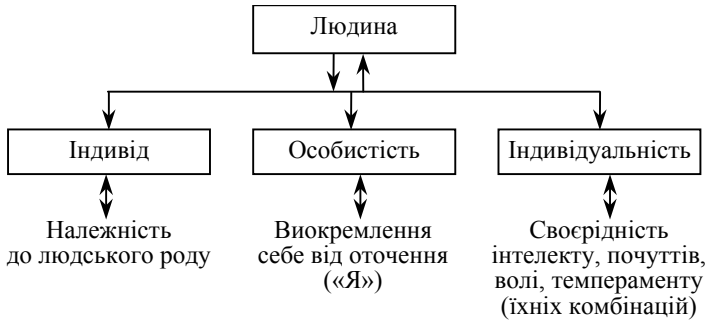 Людина
Індивід
Особистість
Індивідуальність
Належність
до людського роду
Виокремлення
себе від оточення
(«Я»)
Своєрідність
інтелекту, почуттів,
волі, темпераменту
(їхніх комбінацій)